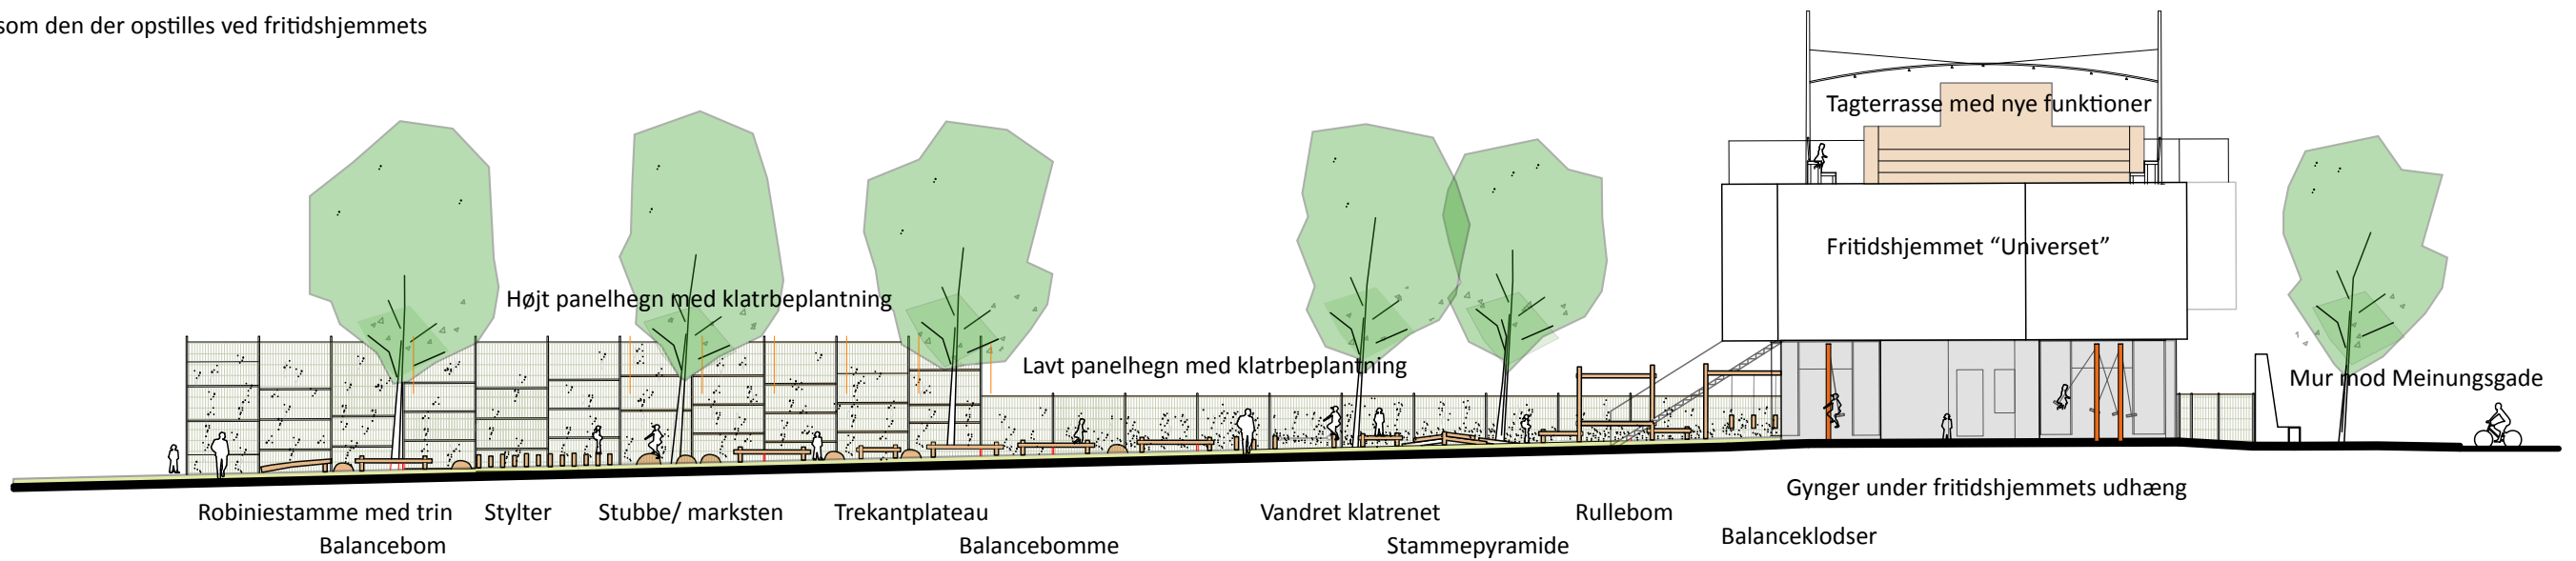 som den der opstilles ved fritidshjemmets
Tagterrasse med nye funktioner
Fritidshjemmet “Universet”
Højt panelhegn med klatrbeplantning
Lavt panelhegn med klatrbeplantning
Mur mod Meinungsgade
Gynger under fritidshjemmets udhæng
Robiniestamme med trin
Stylter
Stubbe/ marksten
Trekantplateau
Vandret klatrenet
Rullebom
Balanceklodser
Balancebom
Balancebomme
Stammepyramide